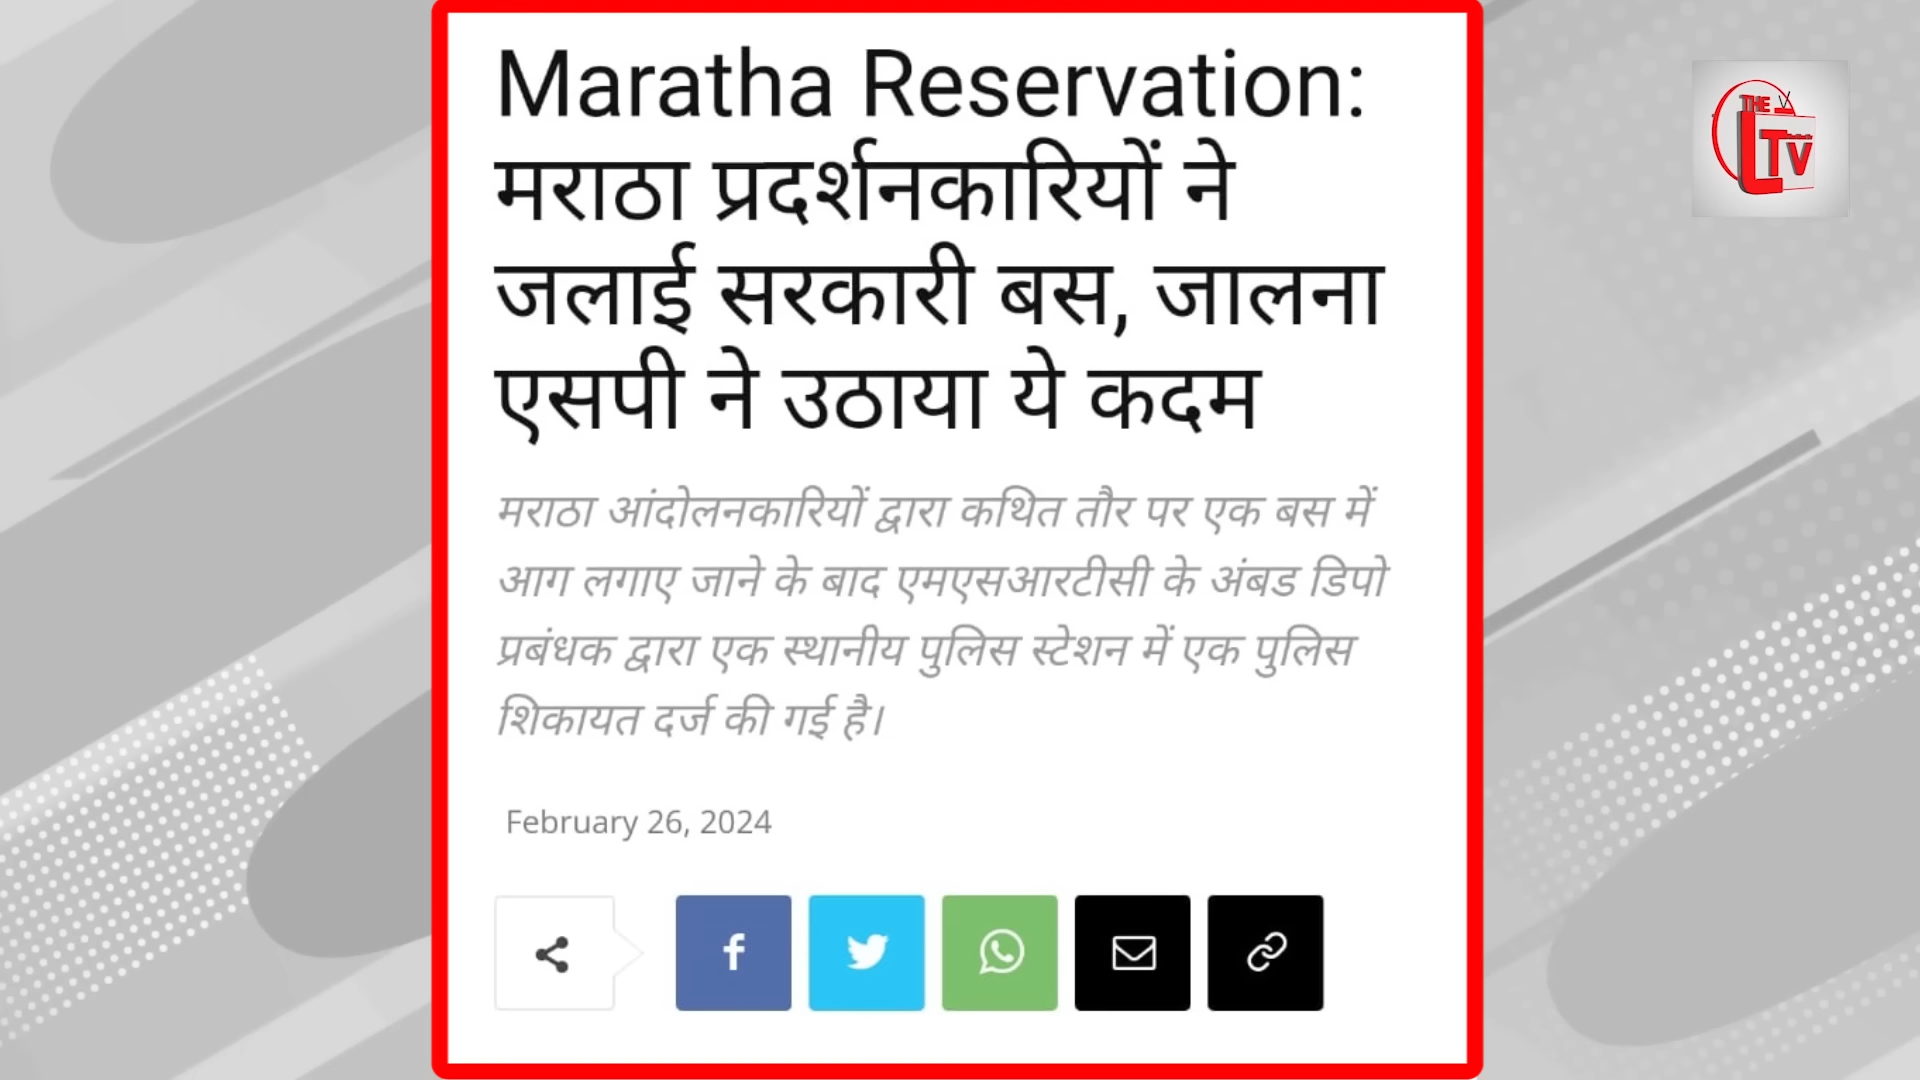 Maratha Reservation:
मराठा प्रदर्शनकारियों ने
जलाई सरकारी बस, जालना
एसपी ने उठाया ये कदम
मराठा आंदोलनकारियों द्वारा कथित तौर पर एक बस में
आग लगाए जाने के बाद एमएसआरटीसी के अंबड डिपो
प्रबंधक द्वारा एक स्थानीय पुलिस स्टेशन में एक पुलिस
शिकायत दर्ज की गई है।
February 26, 2024
THE
LTV